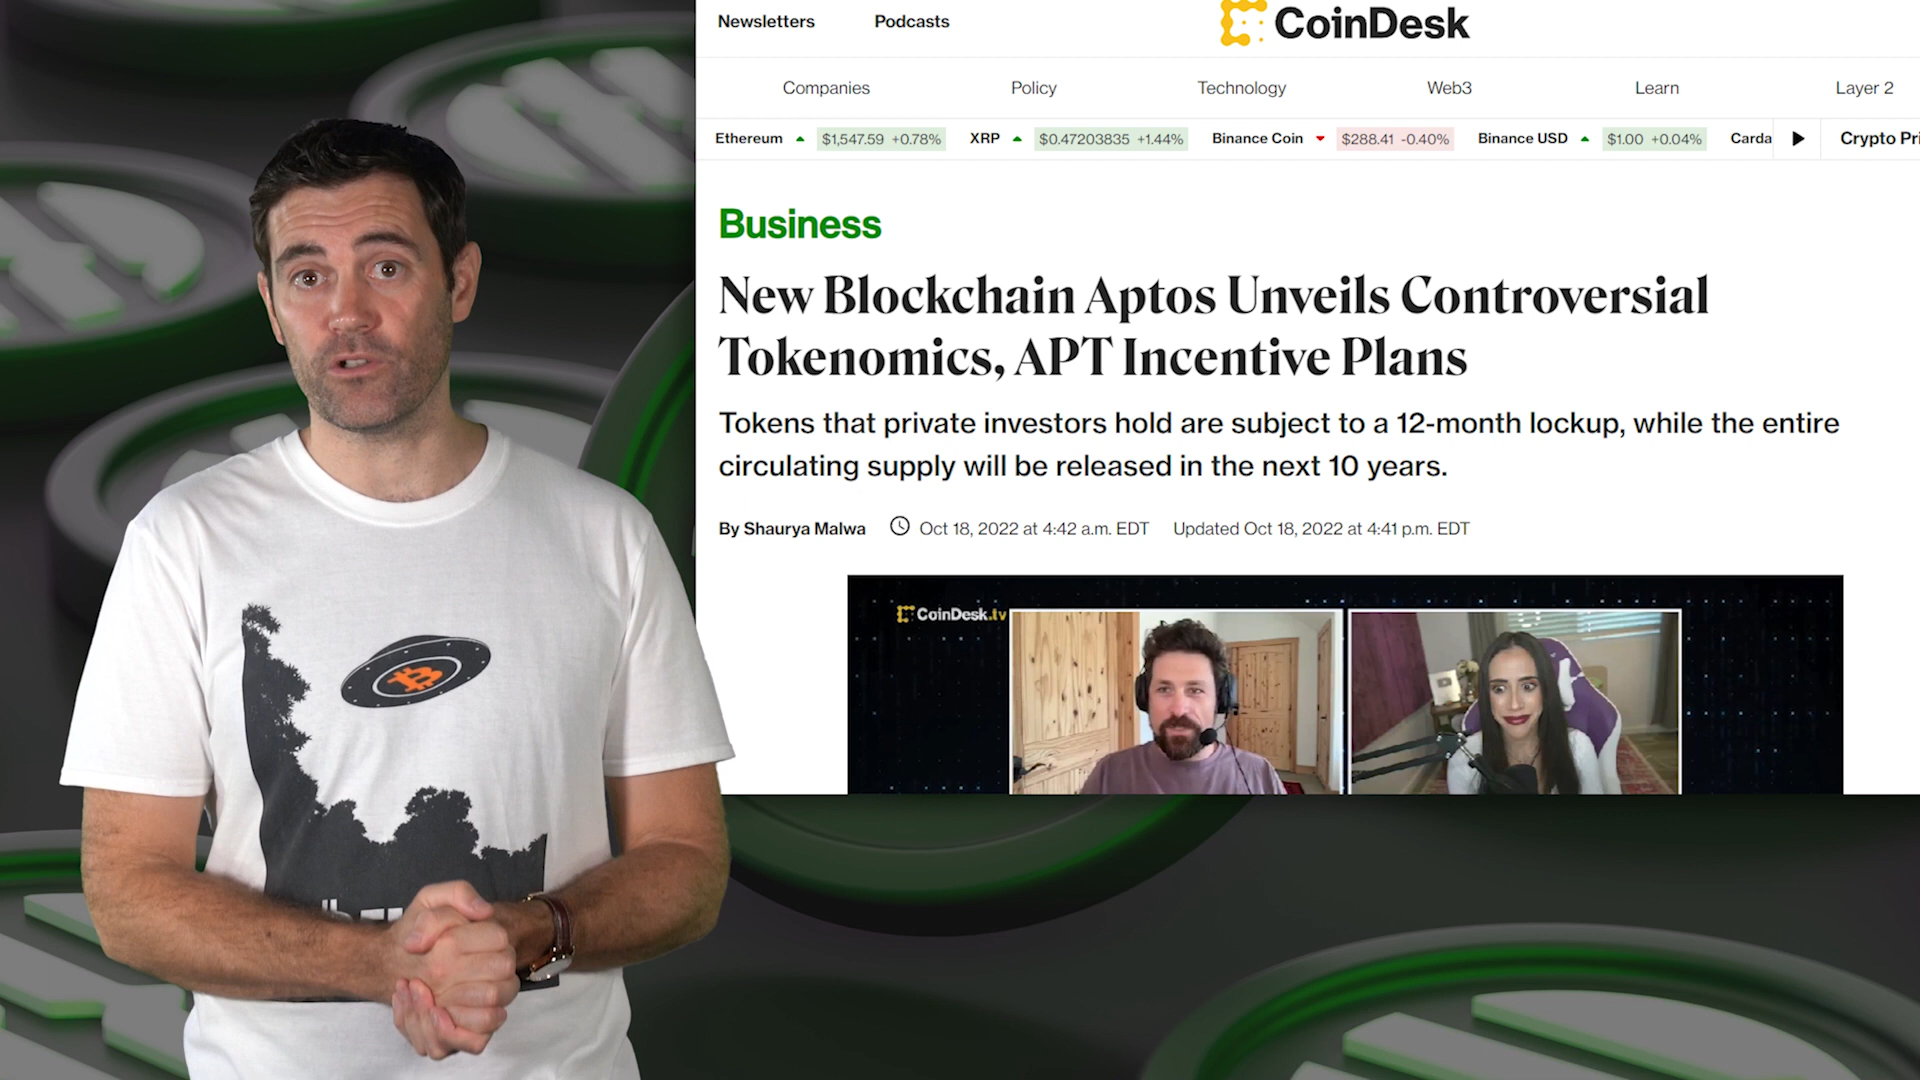 Newsletters Podcasts CoinDesk
Companies Policy Technology Web3 Learn Layer 2
Ethereum $1,547.59 +0.78% XRP $0.47203835 +1.44% Binance Coin $288.41 -0.40% Binance USD $1.00 +0.04% Carda Crypto Pri
Business
New Blockchain Aptos Unveils Controversial
Tokenomics, APT Incentive Plans
Tokens that private investors hold are subject to a 12-month lockup, while the entire
circulating supply will be released in the next 10 years.
By Shaurya Malwa Oct 18, 2022 at 4:42 a.m. EDT Updated Oct 18, 2022 at 4:41 p.m. EDT
CoinDesk.tv